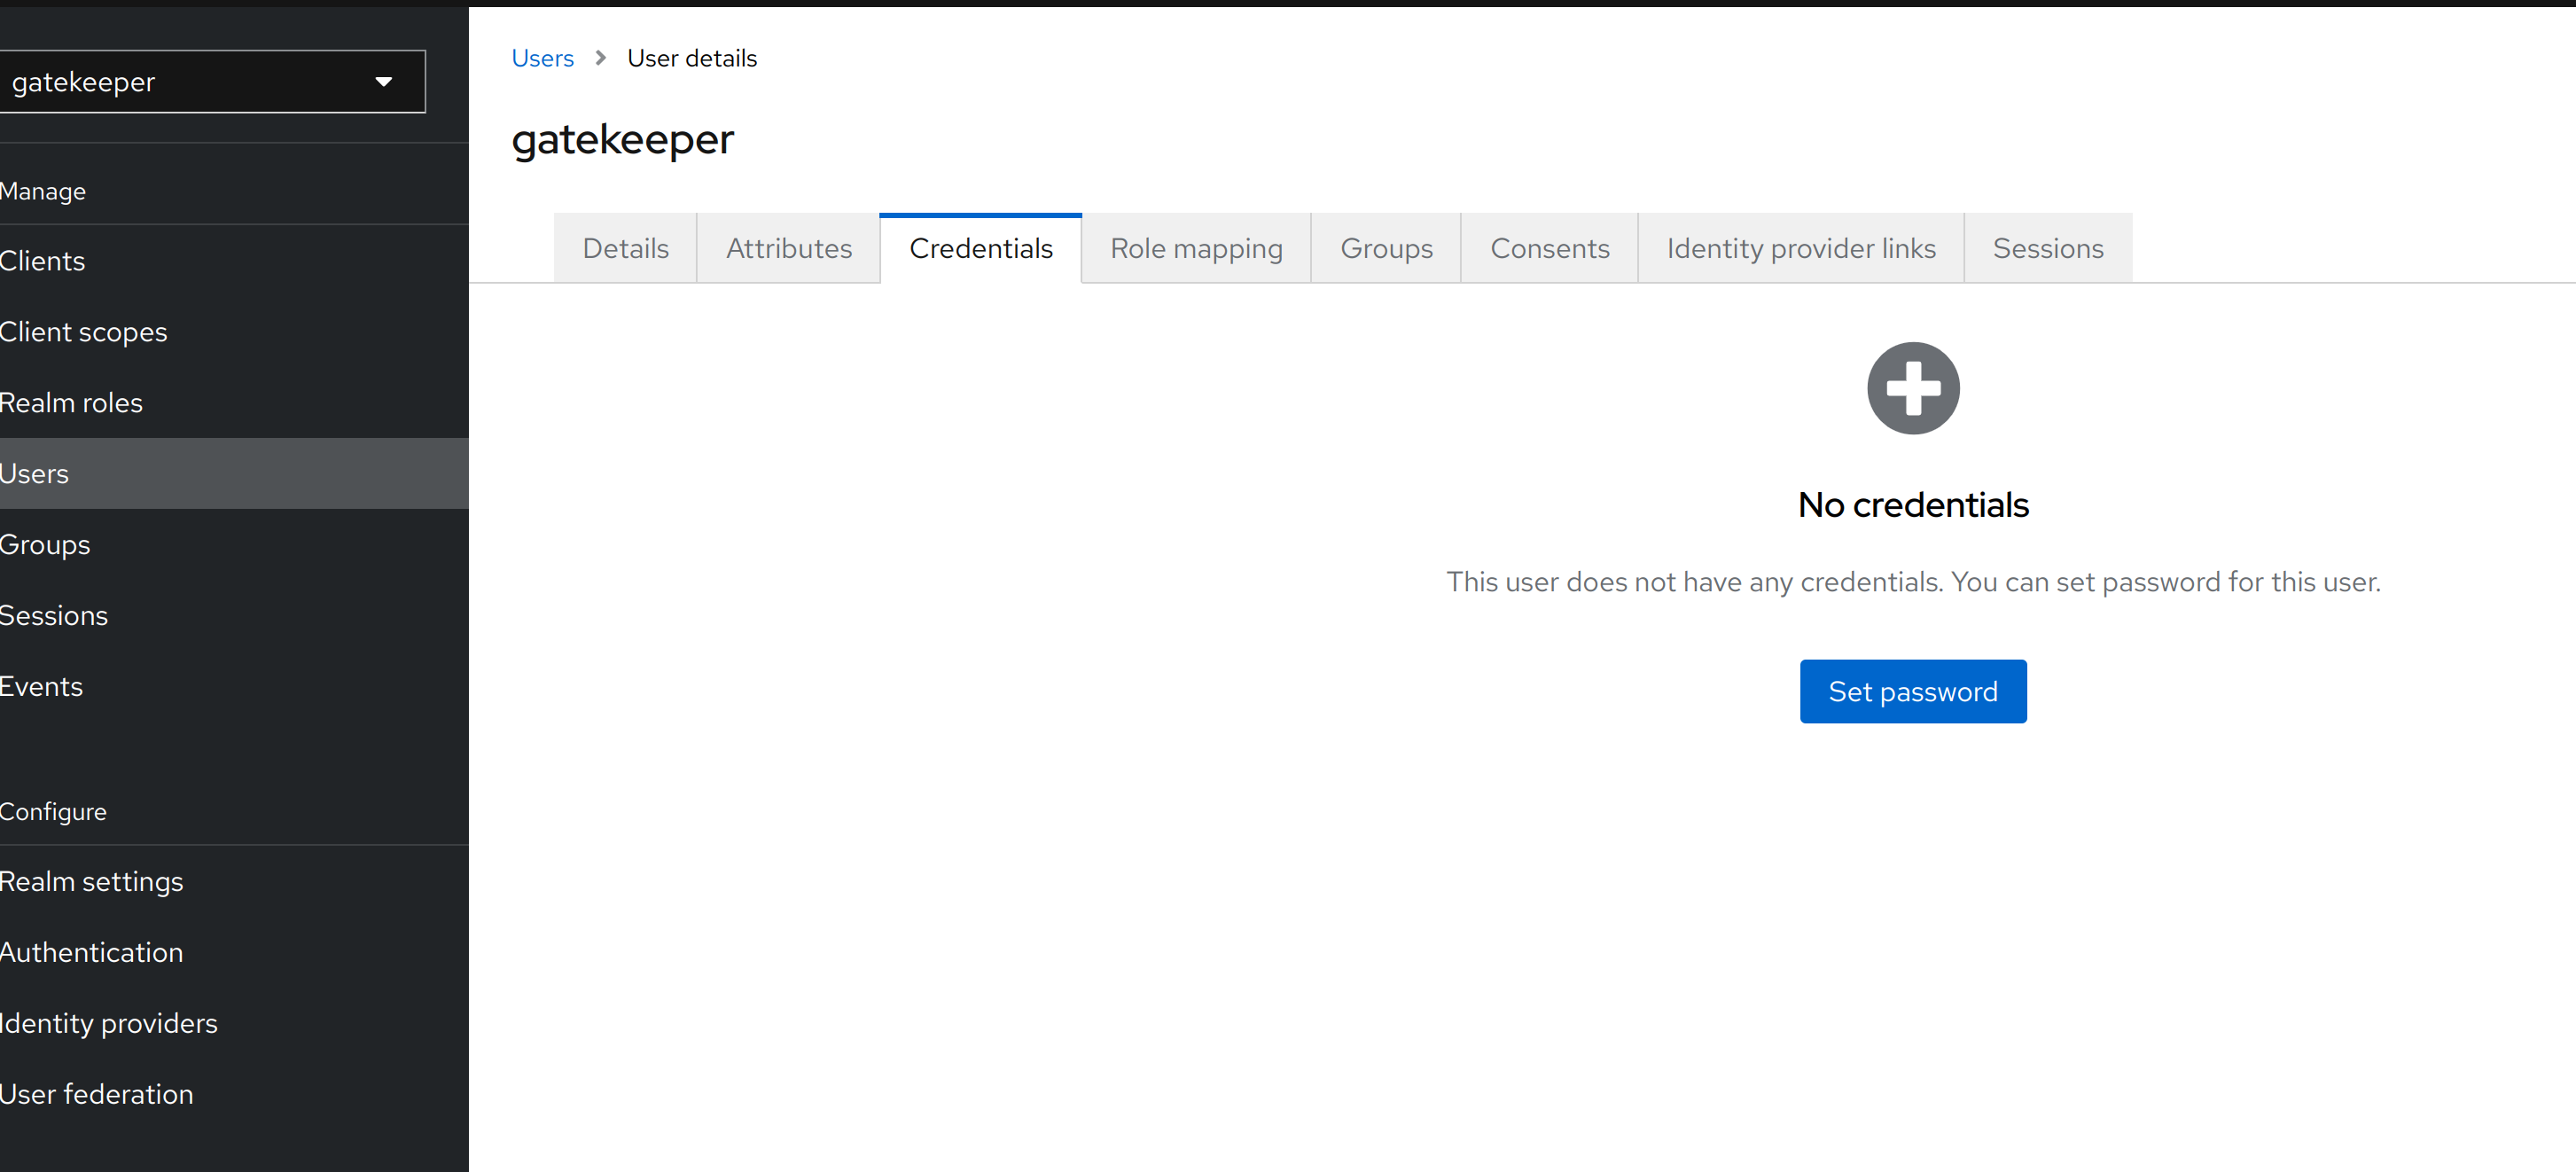 gatekeeper
Manage
Clients
Client scopes
Realm roles
Users
Groups
Sessions
Events
Configure
Realm settings
Authentication
Identity providers
User federation
Users > User details
gatekeeper
Details Attributes Credentials Role mapping Groups Consents Identity provider links Sessions
No credentials
This user does not have any credentials. You can set password for this user.
Set password